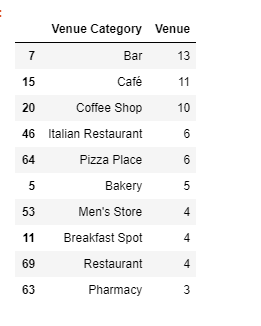 Venue Category Venue
7 Bar 13
15 Café 11
20 Coffee Shop 10
46 Italian Restaurant 6
64 Pizza Place 6
5 Bakery 5
53 Men's Store 4
11 Breakfast Spot 4
69 Restaurant 4
63 Pharmacy 3